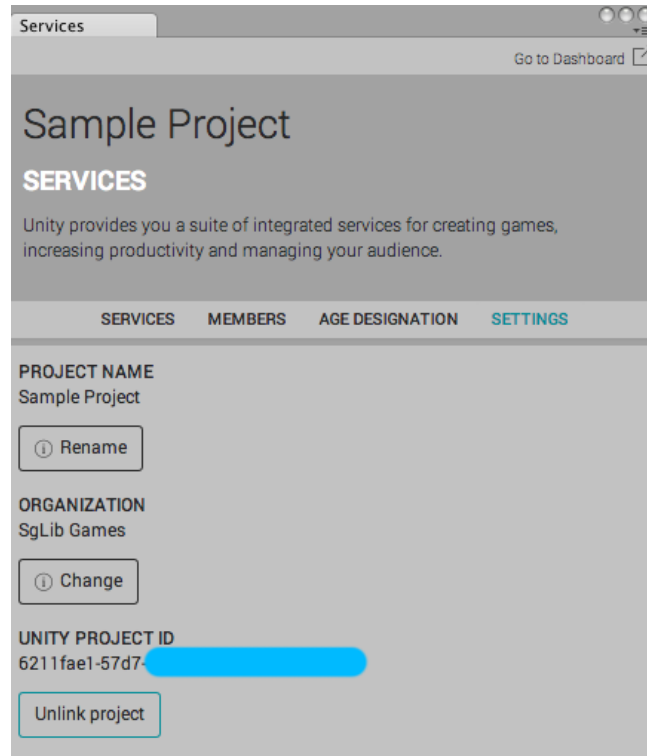 Services
Go to Dashboard
Sample Project
SERVICES
Unity provides you a suite of integrated services for creating games,
increasing productivity and managing your audience.
SERVICES MEMBERS AGE DESIGNATION SETTINGS
PROJECT NAME
Sample Project
Rename
ORGANIZATION
SgLib Games
Change
UNITY PROJECT ID
6211fae1-57d7-
Unlink project